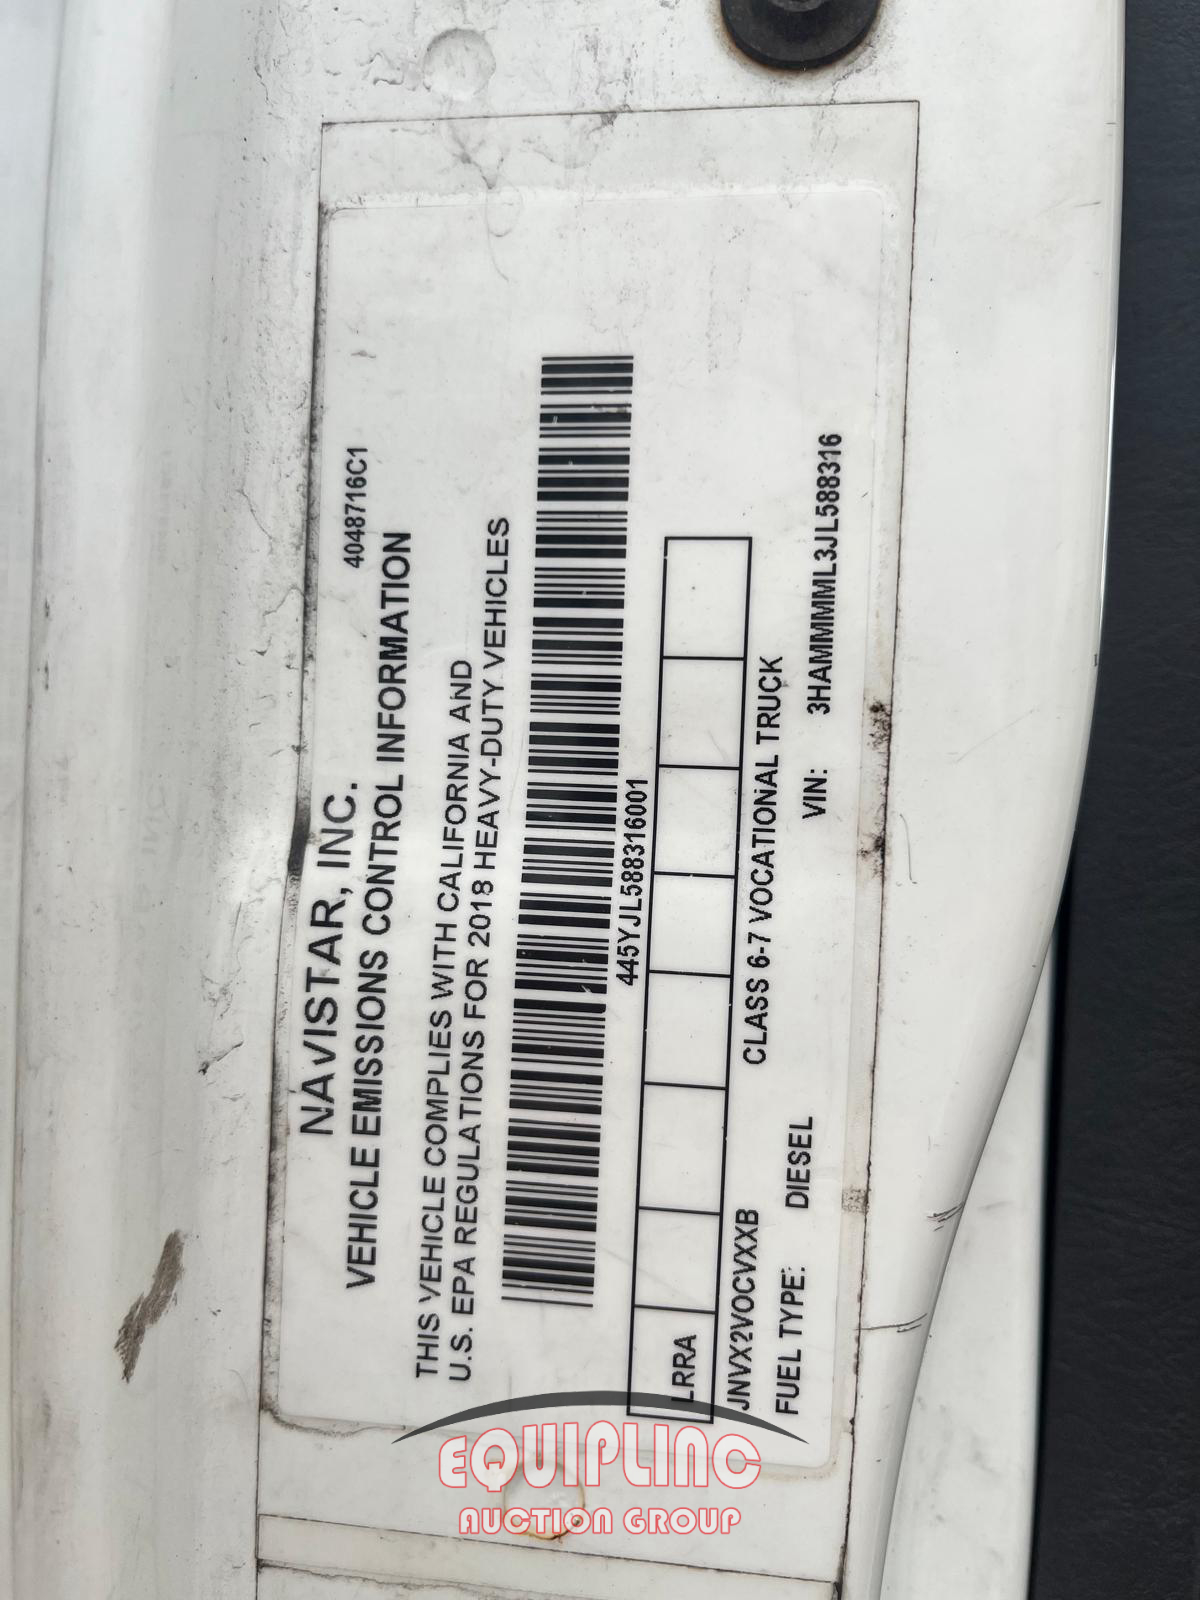 4048716C1
NAVISTAR, INC.
VEHICLE EMISSIONS CONTROL INFORMATION
THIS VEHICLE COMPLIES WITH CALIFORNIA AND
U.S. EPA REGULATIONS FOR 2018 HEAVY-DUTY VEHICLES
445YJL588316001
LRRA
JNVX2VOCVXXB CLASS 6-7 VOCATIONAL TRUCK
FUEL TYPE: DIESEL VIN: 3HAMMMML3JL588316
EQUIPLINC
AUCTION GROUP